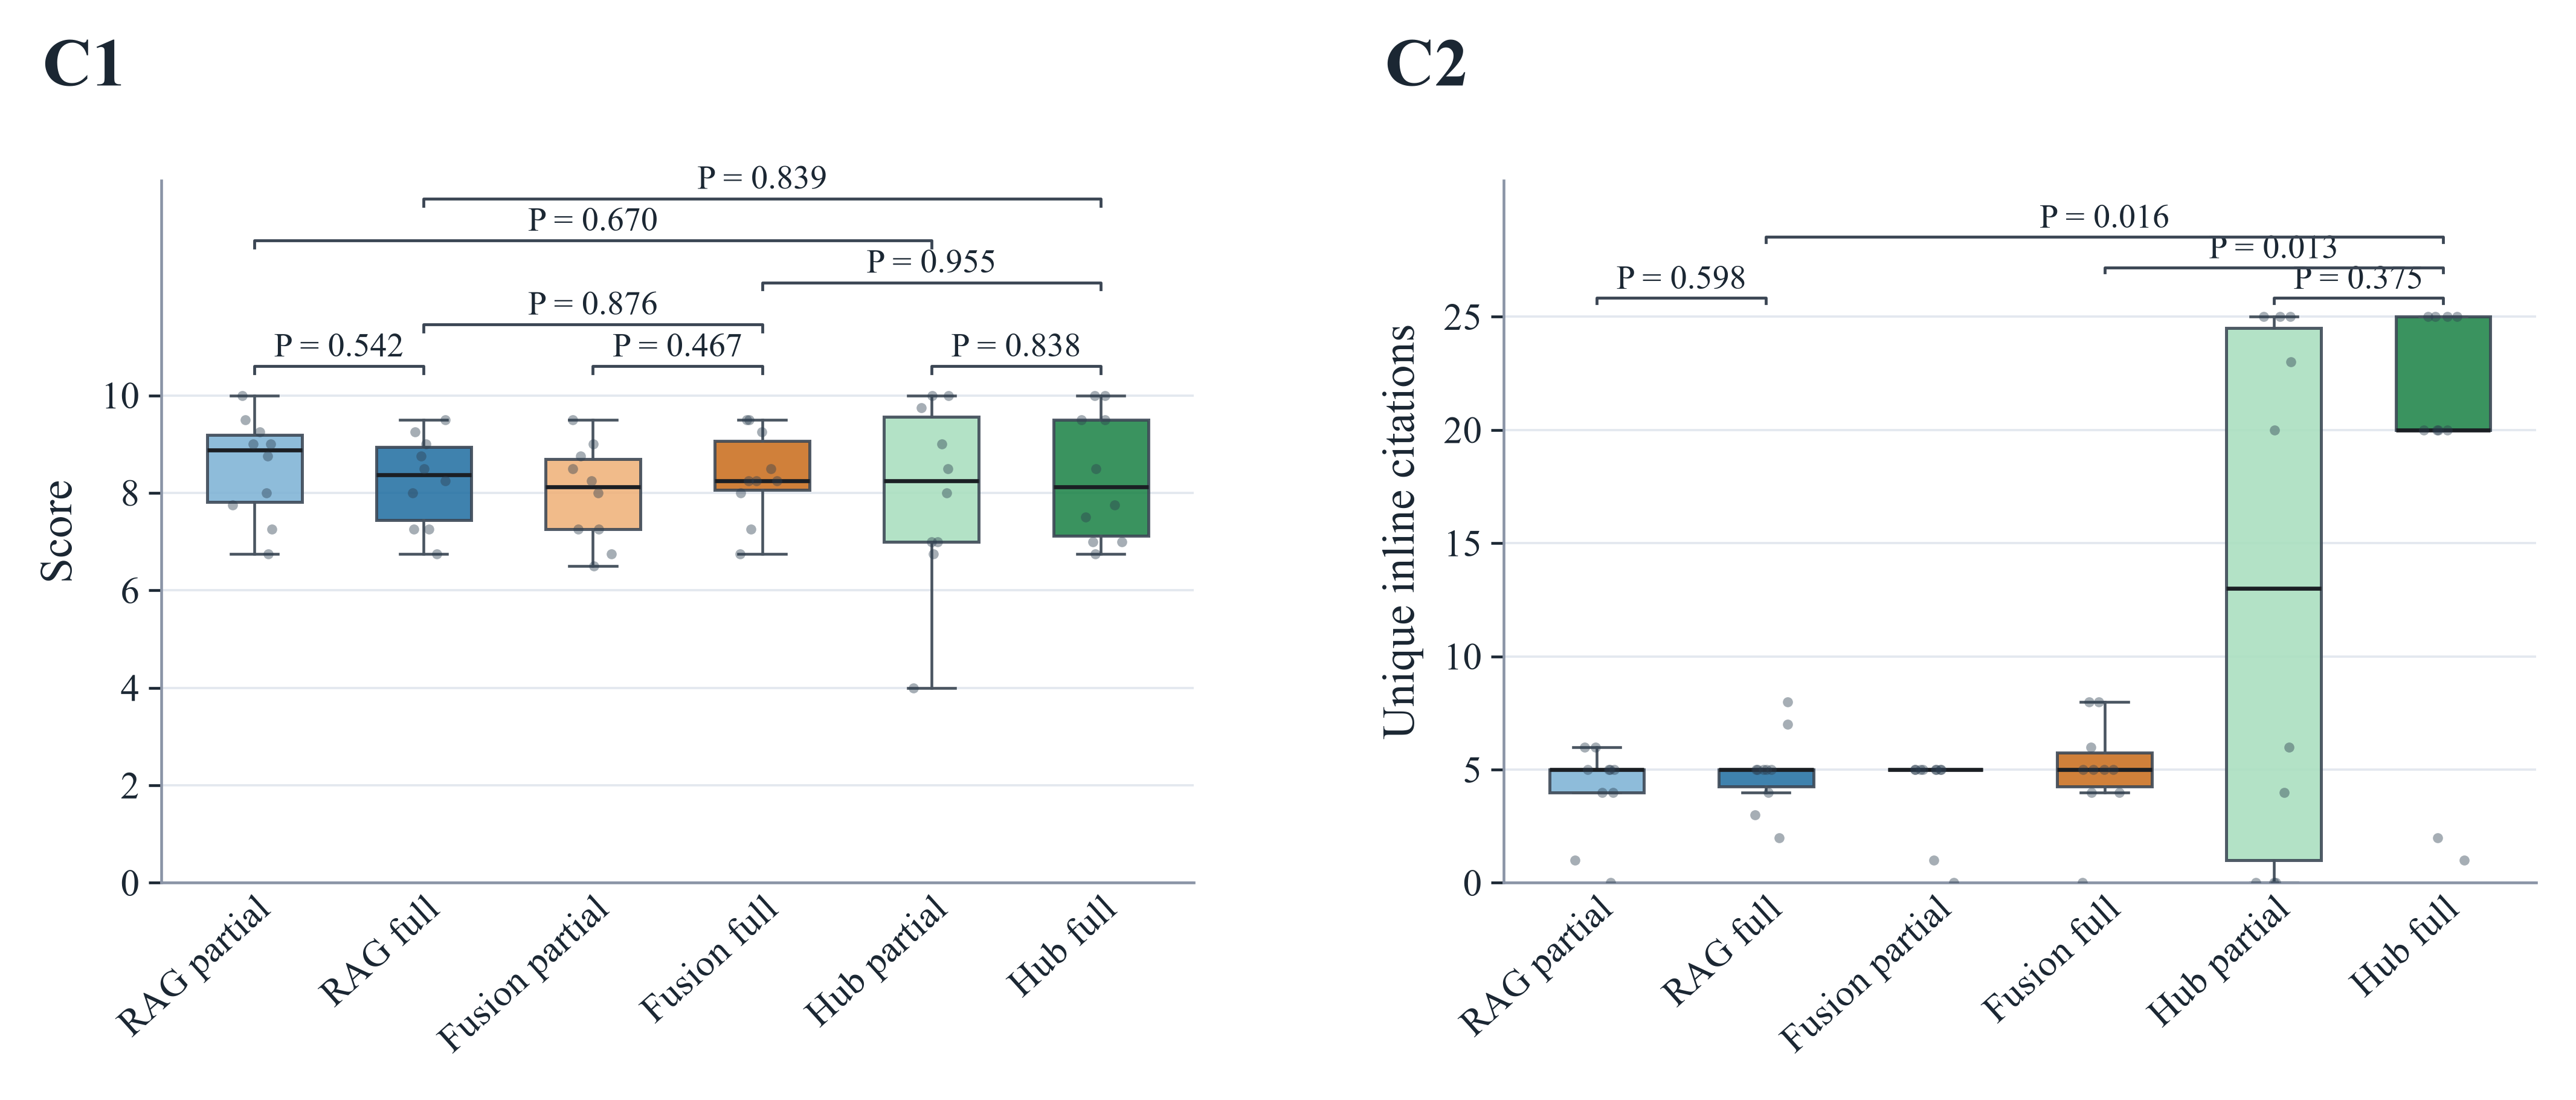 C1
P = 0.839
P = 0.670
P = 0.955
P = 0.876
P = 0.542
P = 0.467
P = 0.838
Score
10
8
6
4
2
0
RAG partial
RAG full
Fusion partial
Fusion full
Hub partial
Hub full
C2
P = 0.016
P = 0.013
P = 0.598
P = 0.375
Unique inline citations
25
20
15
10
5
0
RAG partial
RAG full
Fusion partial
Fusion full
Hub partial
Hub full